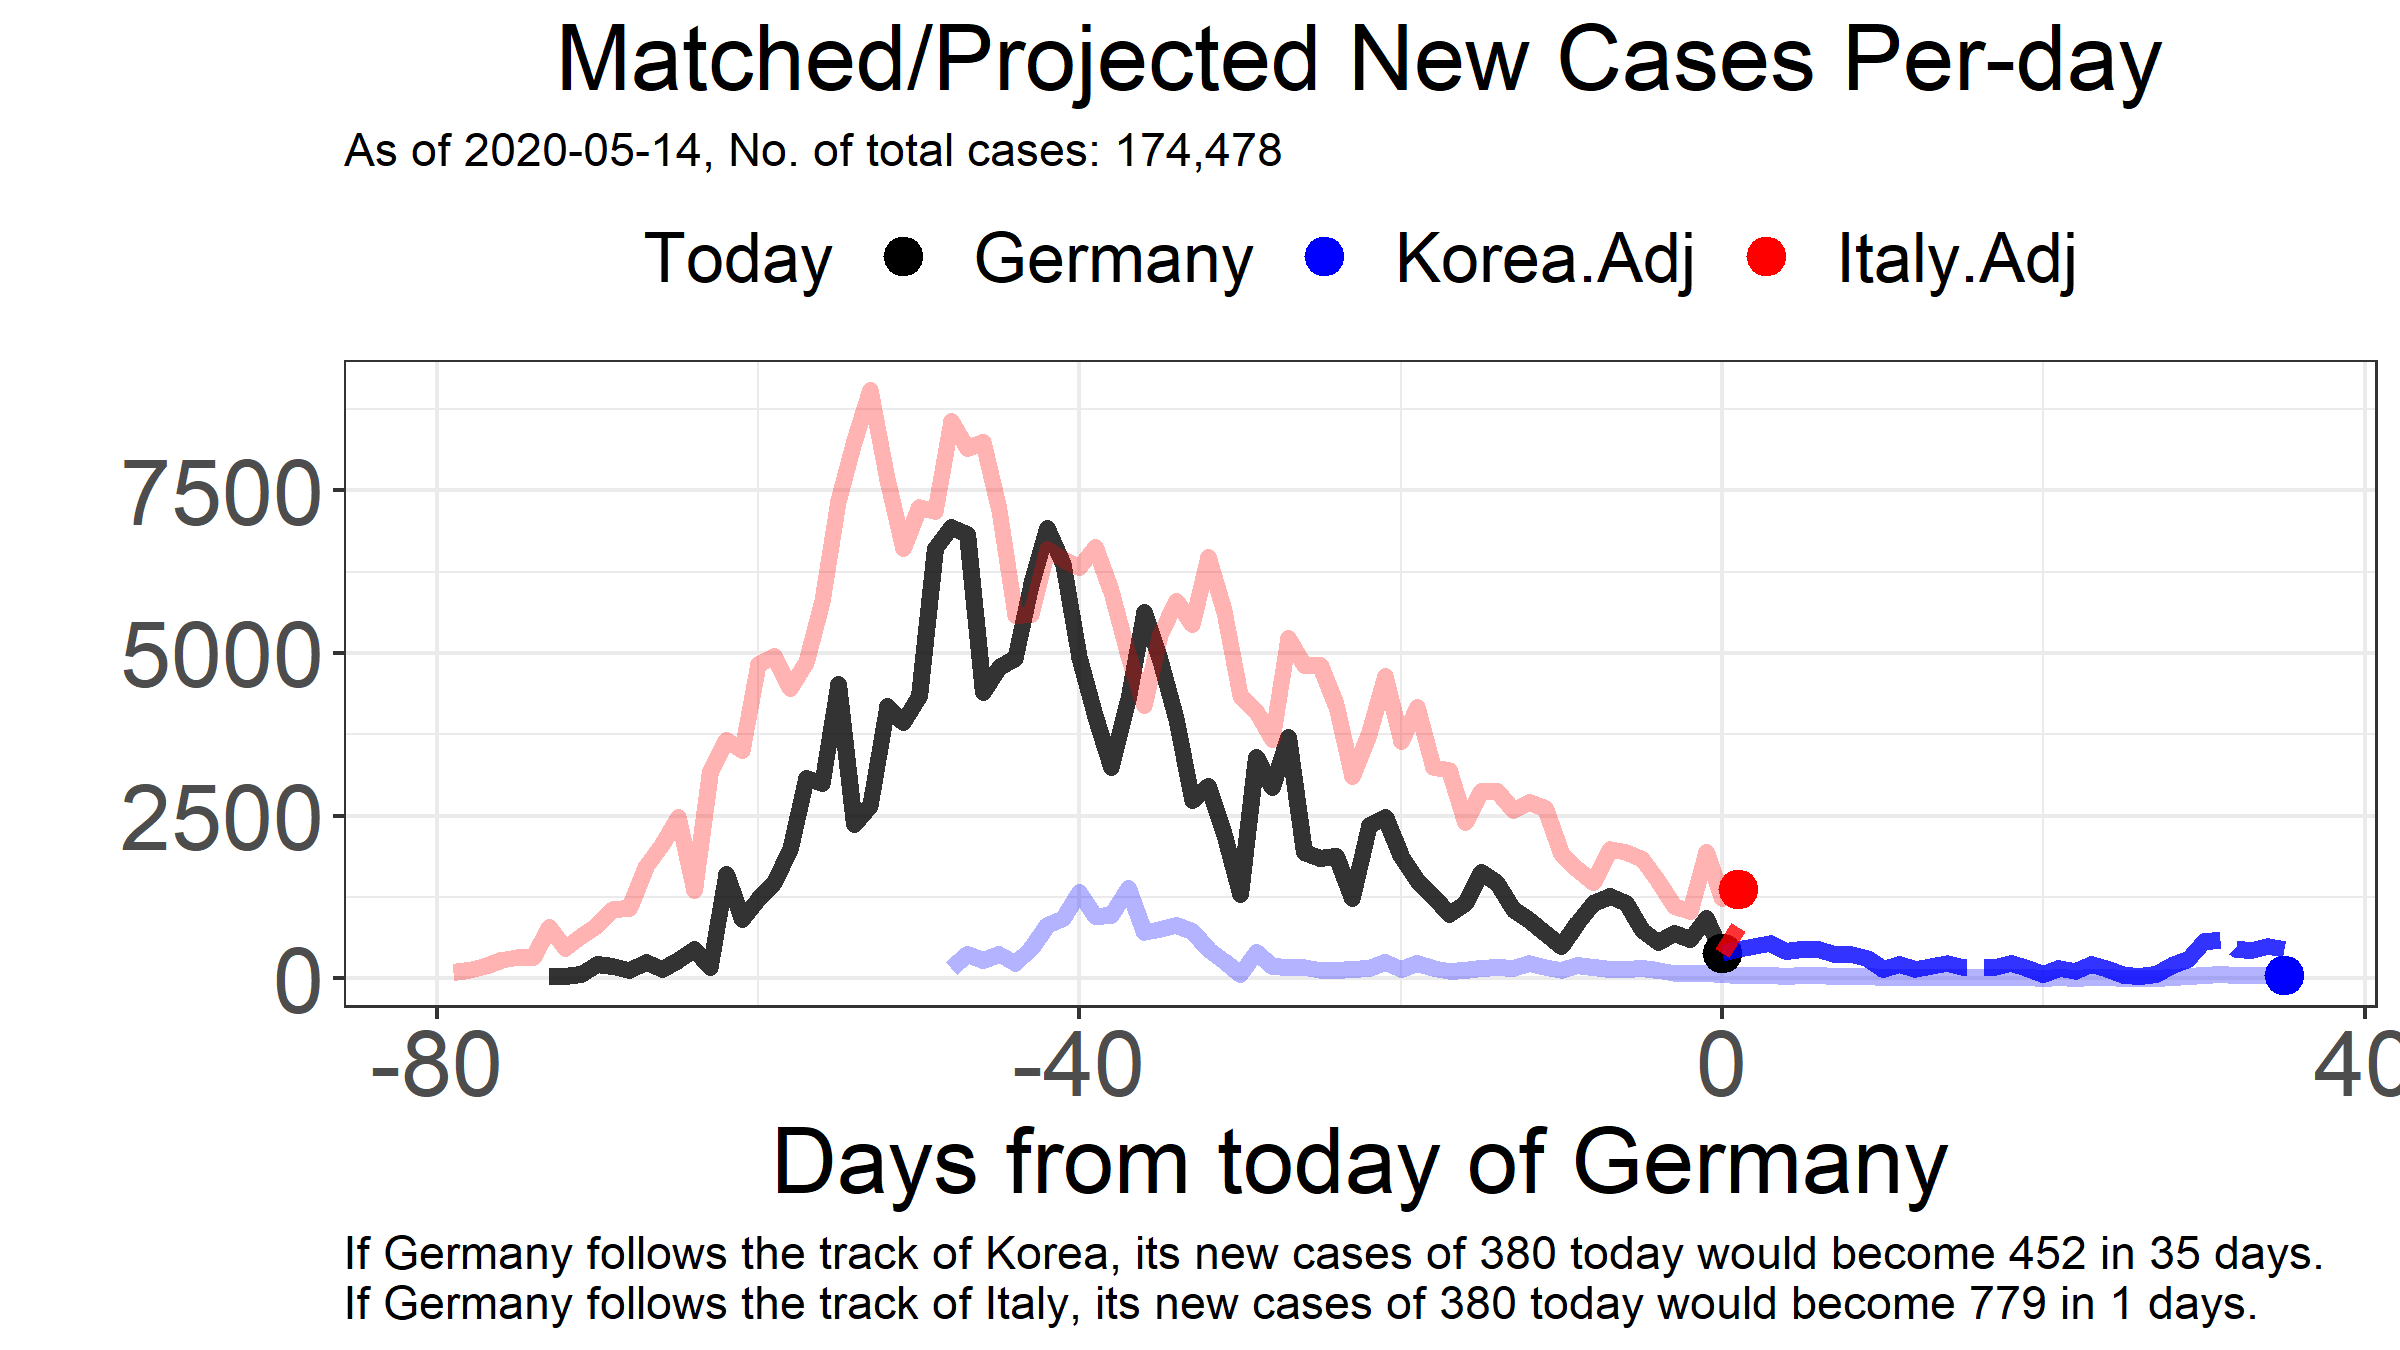 Matched/Projected New Cases Per-day
As of 2020-05-14, No. of total cases: 174,478
Today Germany Korea.Adj Italy.Adj
7500
5000
2500
0
-80 -40 0 40
Days from today of Germany
If Germany follows the track of Korea, its new cases of 380 today would become 452 in 35 days.
If Germany follows the track of Italy, its new cases of 380 today would become 779 in 1 days.